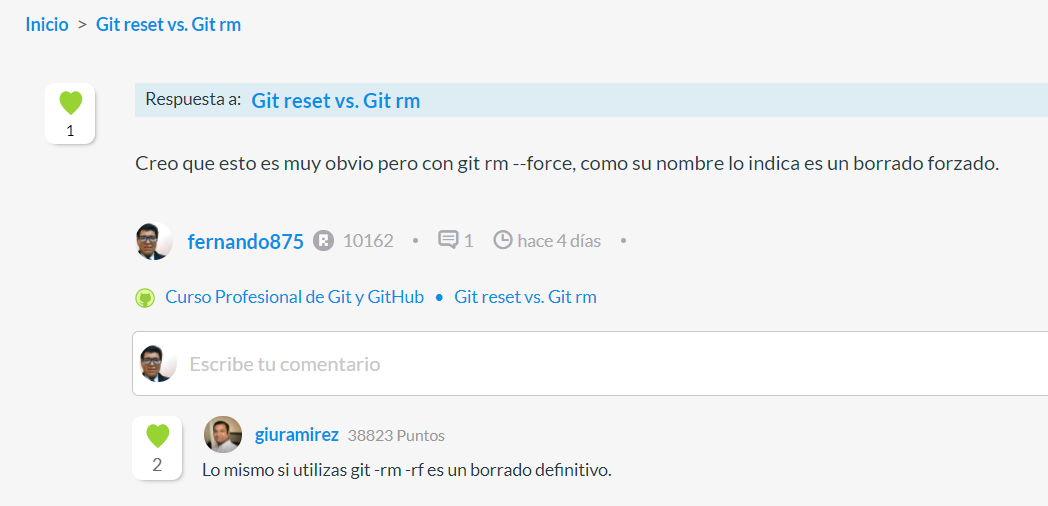 Inicio > Git reset vs. Git rm
1
Respuesta a: Git reset vs. Git rm
Creo que esto es muy obvio pero con git rm --force, como su nombre lo indica es un borrado forzado.
fernando875 R 10162 • 1 hace 4 días •
Curso Profesional de Git y GitHub • Git reset vs. Git rm
Escribe tu comentario
2
giuramirez 38823 Puntos
Lo mismo si utilizas git -rm -rf es un borrado definitivo.